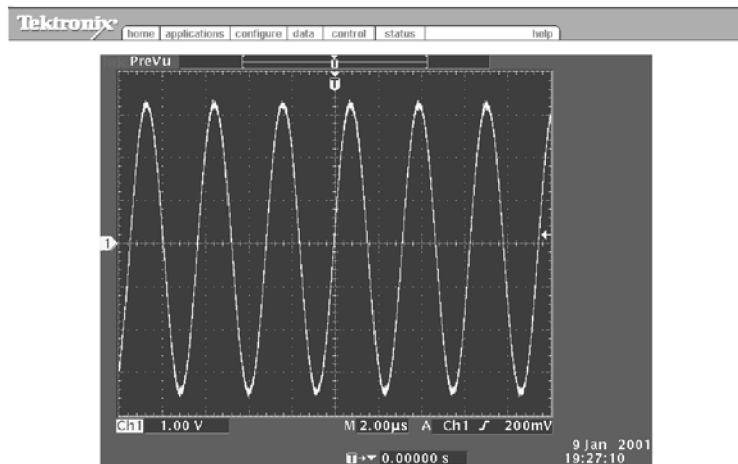 Tektronix
home applications configure data control status help
PreVu
U
T
1
Ch1 1.00 V M 2.00µs A Ch1 200mV
T 0.00000 s
9 Jan 2001
19:27:10